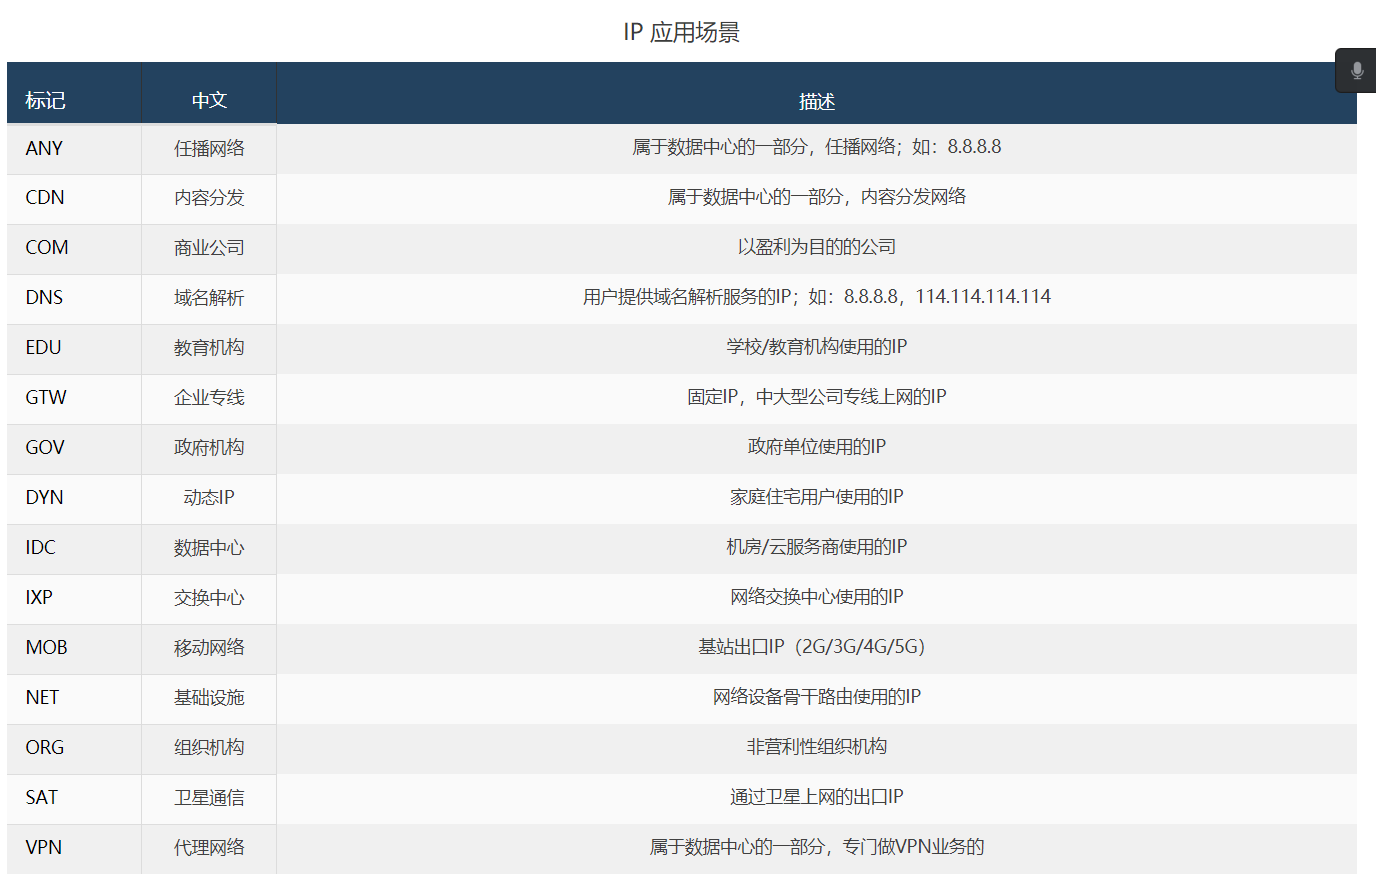 IP 应用场景
标记 中文 描述
ANY 任播网络 属于数据中心的一部分，任播网络；如：8.8.8.8
CDN 内容分发 属于数据中心的一部分，内容分发网络
COM 商业公司 以盈利为目的的公司
DNS 域名解析 用户提供域名解析服务的IP；如：8.8.8.8，114.114.114.114
EDU 教育机构 学校/教育机构使用的IP
GTW 企业专线 固定IP，中大型公司专线上网的IP
GOV 政府机构 政府单位使用的IP
DYN 动态IP 家庭住宅用户使用的IP
IDC 数据中心 机房/云服务商使用的IP
IXP 交换中心 网络交换中心使用的IP
MOB 移动网络 基站出口IP（2G/3G/4G/5G）
NET 基础设施 网络设备骨干路由使用的IP
ORG 组织机构 非营利性组织机构
SAT 卫星通信 通过卫星上网的出口IP
VPN 代理网络 属于数据中心的一部分，专门做VPN业务的